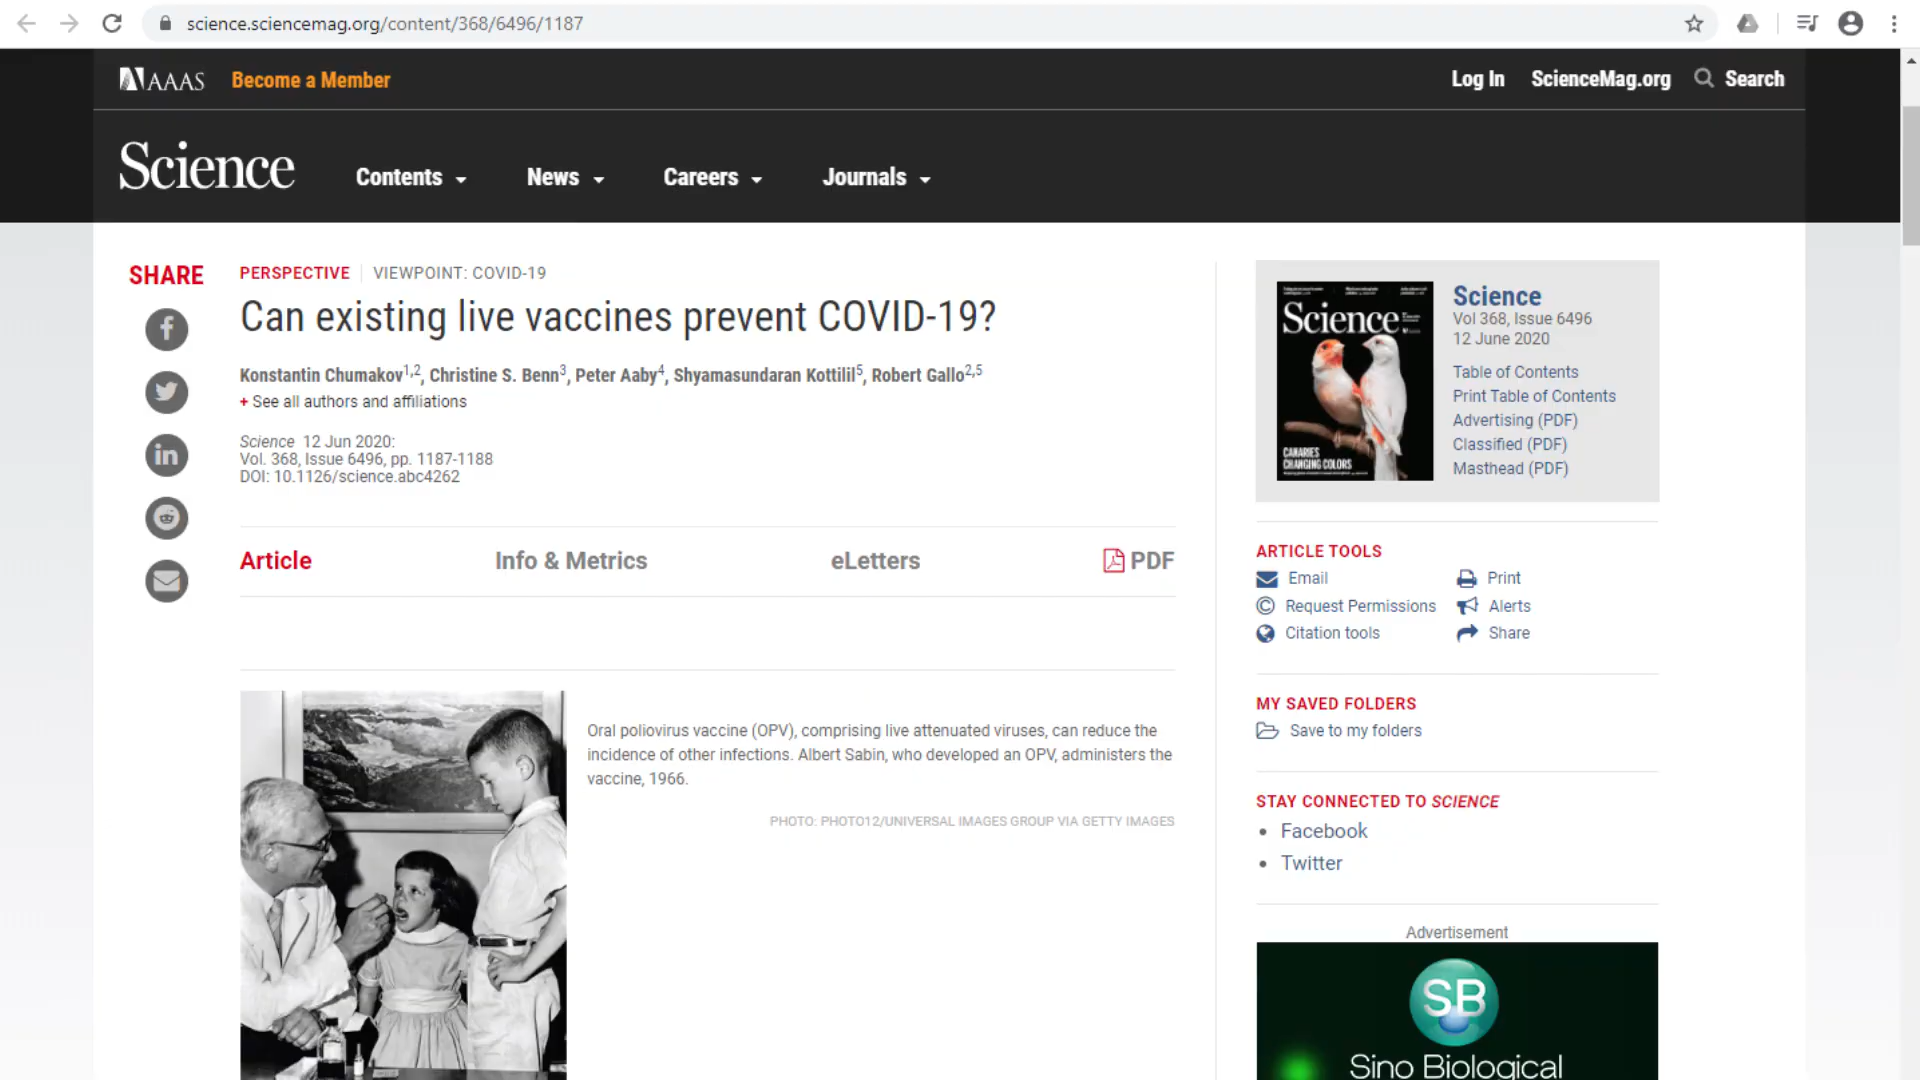 science.sciencemag.org/content/368/6496/1187
AAAS
Become a Member
Log In
ScienceMag.org
Search
Science
Contents
News
Careers
Journals
SHARE
PERSPECTIVE
VIEWPOINT: COVID-19
Can existing live vaccines prevent COVID-19?
Konstantin Chumakov1,2, Christine S. Benn3, Peter Aaby4, Shyamasundaran Kottilil5, Robert Gallo2,5
+ See all authors and affiliations
Science 12 Jun 2020:
Vol. 368, Issue 6496, pp. 1187-1188
DOI: 10.1126/science.abc4262
Article
Info & Metrics
eLetters
PDF
Oral poliovirus vaccine (OPV), comprising live attenuated viruses, can reduce the
incidence of other infections. Albert Sabin, who developed an OPV, administers the
vaccine, 1966.
PHOTO: PHOTO12/UNIVERSAL IMAGES GROUP VIA GETTY IMAGES
Science
CANARIES
CHANGING COLORS
Science
Vol 368, Issue 6496
12 June 2020
Table of Contents
Print Table of Contents
Advertising (PDF)
Classified (PDF)
Masthead (PDF)
ARTICLE TOOLS
Email
Print
Request Permissions
Alerts
Citation tools
Share
MY SAVED FOLDERS
Save to my folders
STAY CONNECTED TO SCIENCE
Facebook
Twitter
Advertisement
SB
Sino Biological